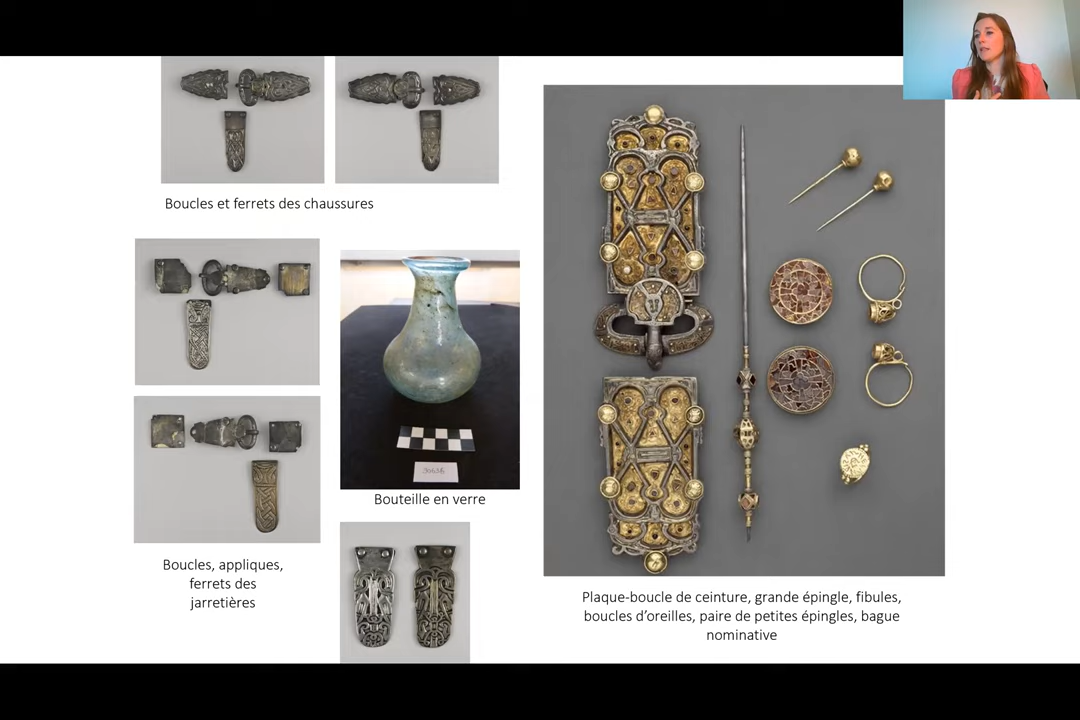 Boucles et ferrets des chaussures
Bouteille en verre
Boucles, appliques,
ferrets des
jarretières
Plaque-boucle de ceinture, grande épingle, fibules,
boucles d'oreilles, paire de petites épingles, bague
nominative